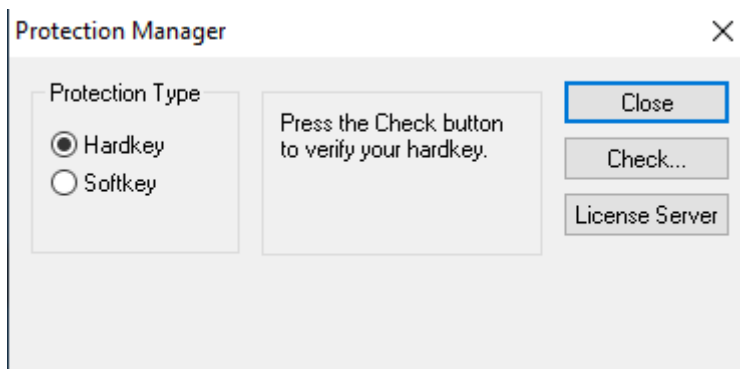 Protection Manager
Protection Type
Hardkey
Softkey
Press the Check button
to verify your hardkey.
Close
Check...
License Server